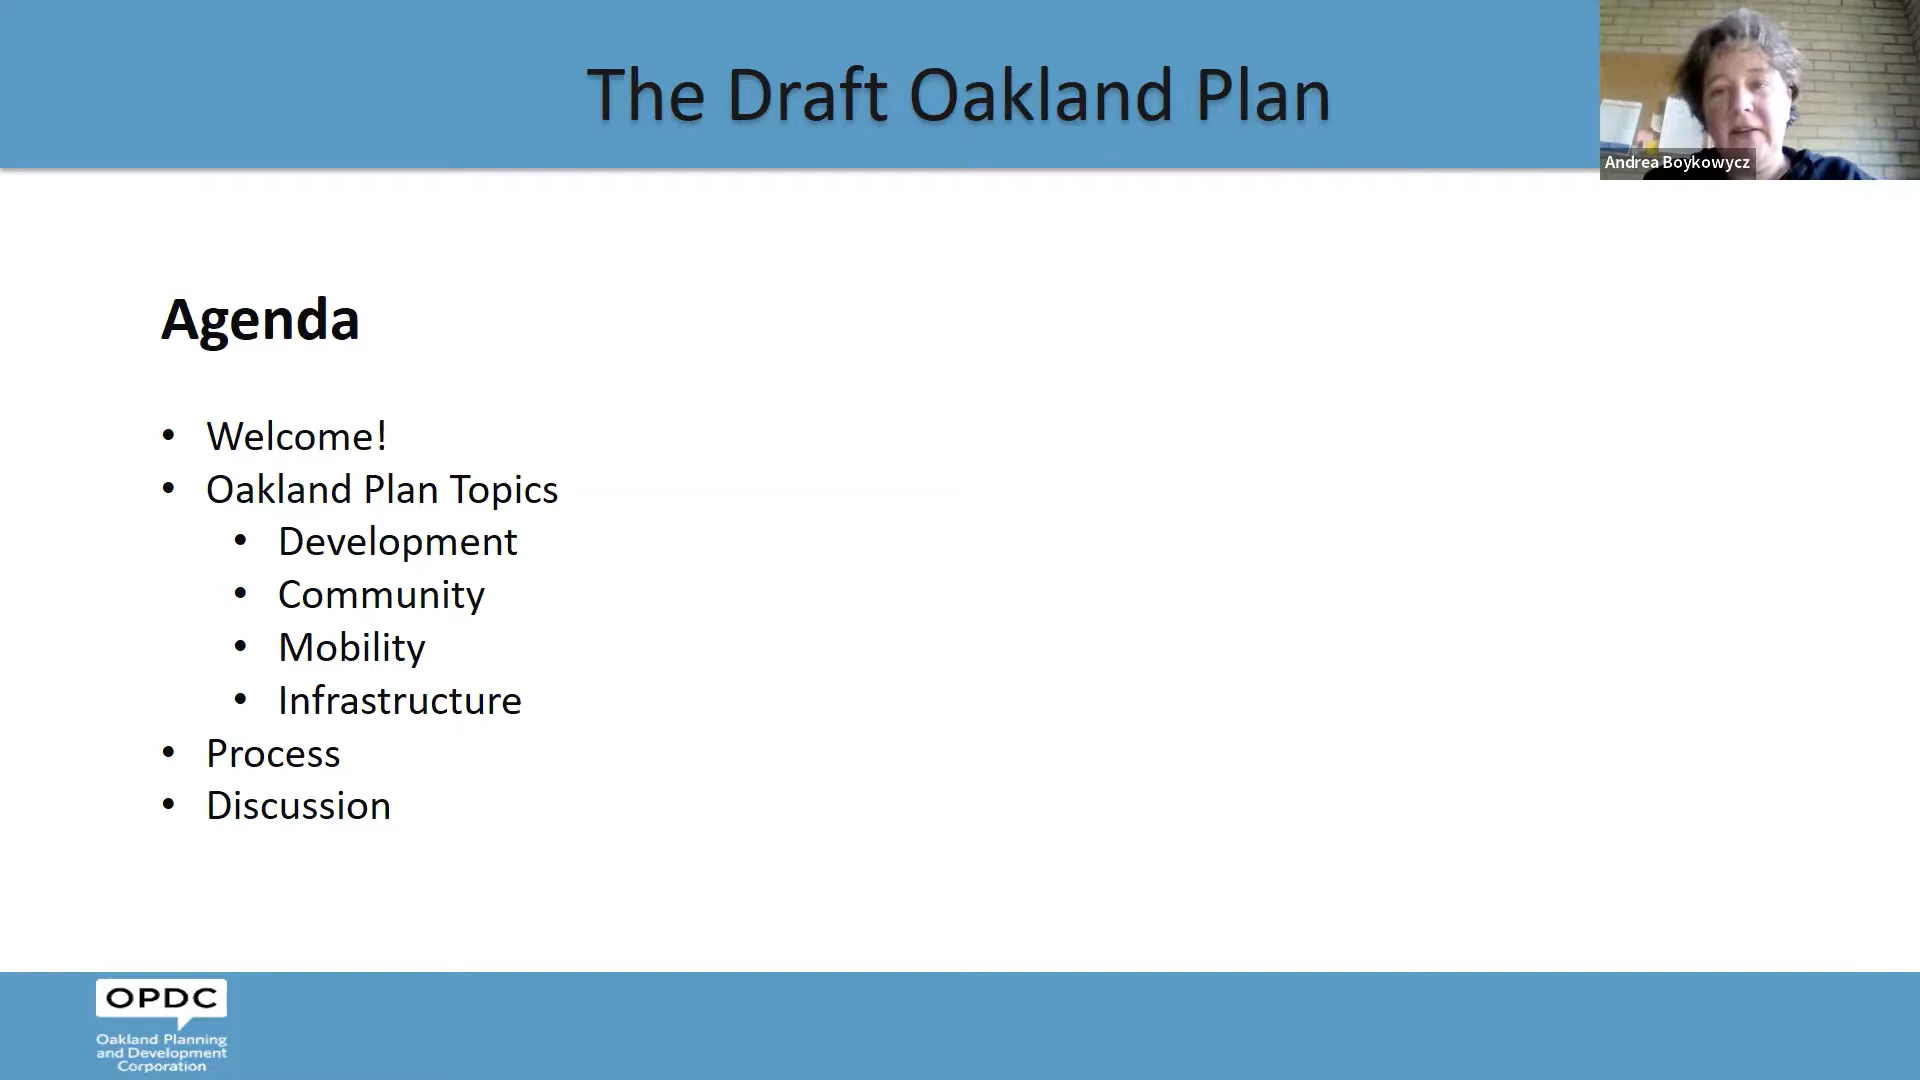 The Draft Oakland Plan
Andrea Boykowycz
Agenda
• Welcome!
• Oakland Plan Topics
• Development
• Community
• Mobility
• Infrastructure
• Process
• Discussion
OPDC
Oakland Planning
and Development
Corporation